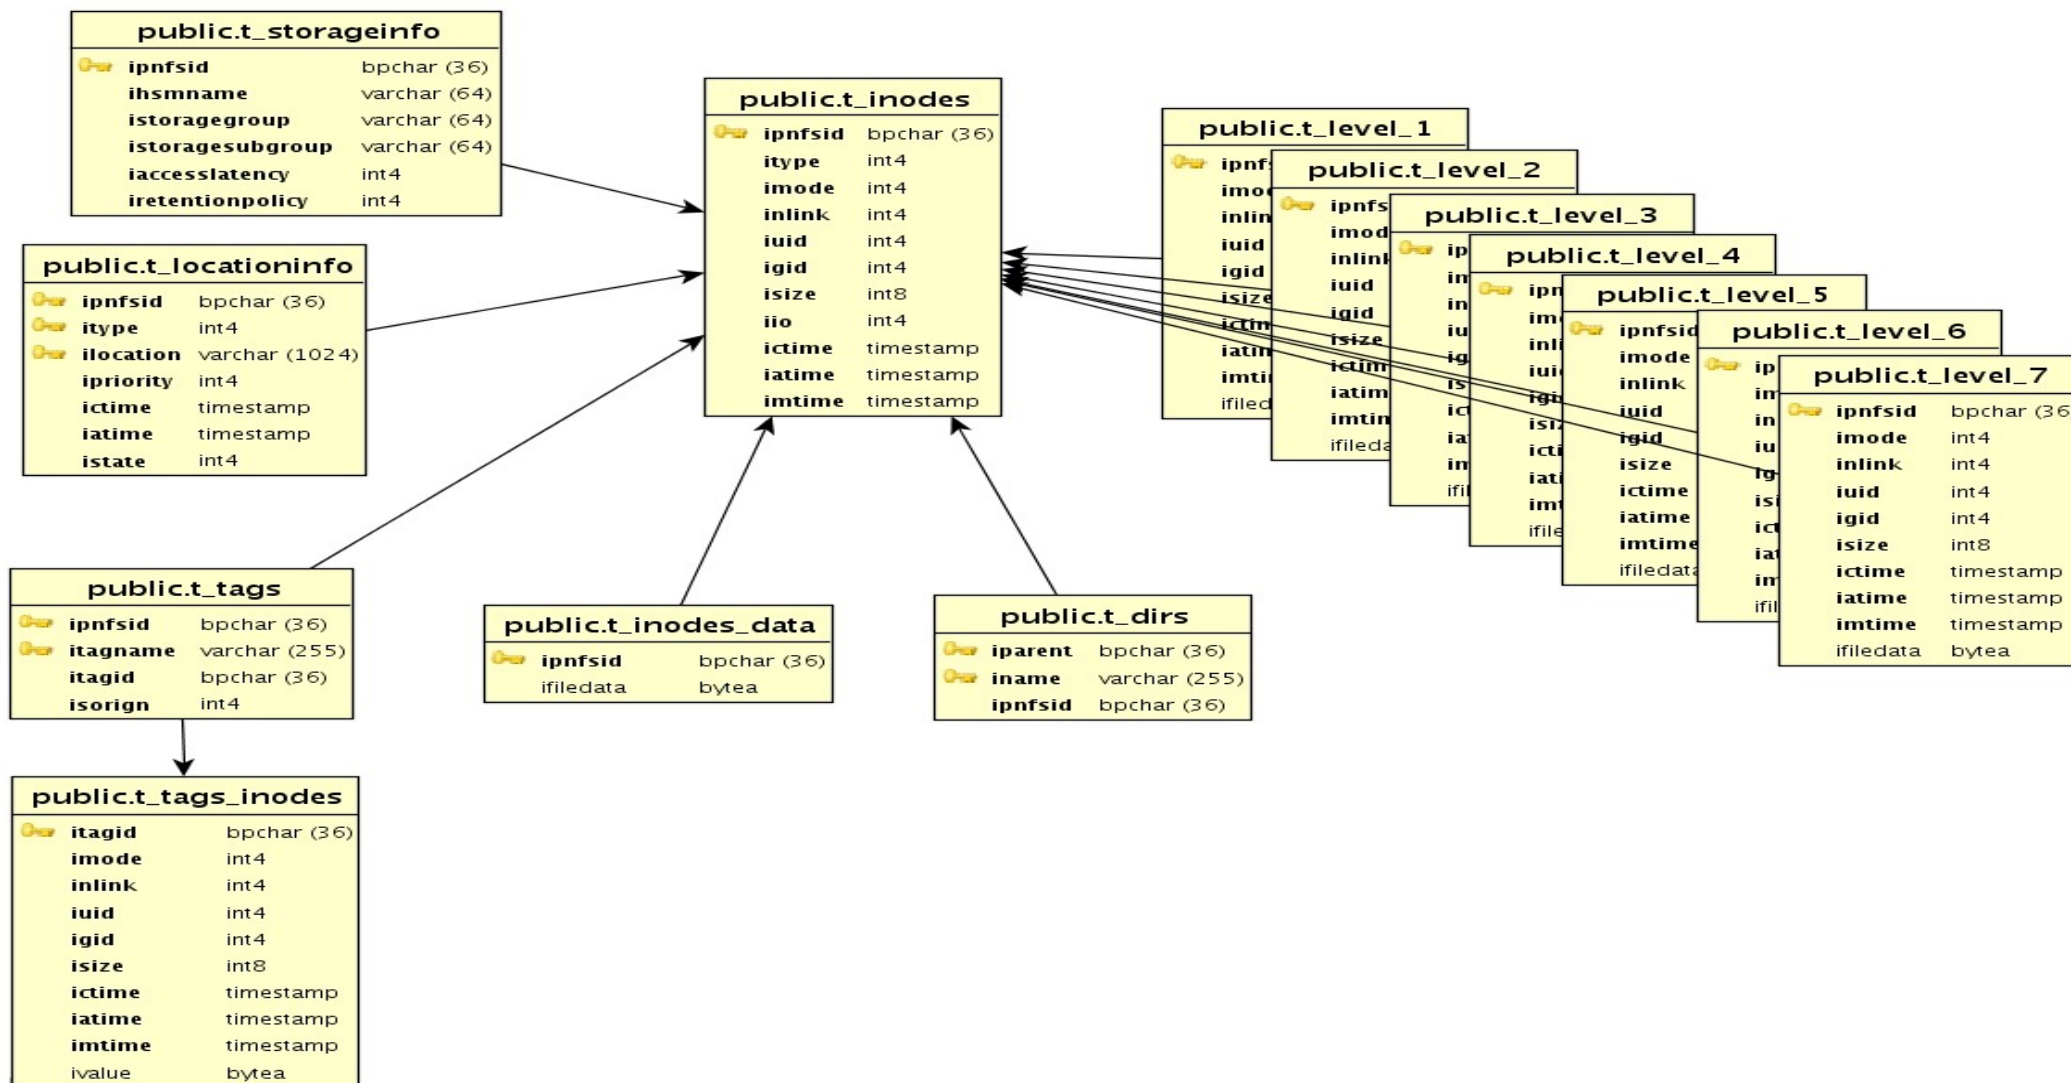 public.t_storageinfo
ipnfsid bpchar (36)
ihsmname varchar (64)
istoragegroup varchar (64)
istoragesubgroup varchar (64)
iaccesslatency int4
iretentionpolicy int4
public.t_locationinfo
ipnfsid bpchar (36)
itype int4
ilocation varchar (1024)
ipriority int4
ictime timestamp
iatime timestamp
istate int4
public.t_tags
ipnfsid bpchar (36)
itagname varchar (255)
itagid bpchar (36)
isorign int4
public.t_tags_inodes
itagid bpchar (36)
imode int4
inlink int4
iuid int4
igid int4
isize int8
ictime timestamp
iatime timestamp
imtime timestamp
ivalue bytea
public.t_inodes
ipnfsid bpchar (36)
itype int4
imode int4
inlink int4
iuid int4
igid int4
isize int8
iio int4
ictime timestamp
iatime timestamp
imtime timestamp
public.t_inodes_data
ipnfsid bpchar (36)
ifiledata bytea
public.t_dirs
iparent bpchar (36)
iname varchar (255)
ipnfsid bpchar (36)
public.t_level_1
iuid
igid
isize
public.t_level_2
inlink
iuid
igid
isize
public.t_level_3
public.t_level_4
public.t_level_5
ipnfsid
imode
inlink
iuid
igid
isize
ictime
iatime
imtime
ifiledata
public.t_level_6
public.t_level_7
ipnfsid bpchar (36
imode int4
inlink int4
iuid int4
igid int4
isize int8
ictime timestamp
iatime timestamp
imtime timestamp
ifiledata bytea